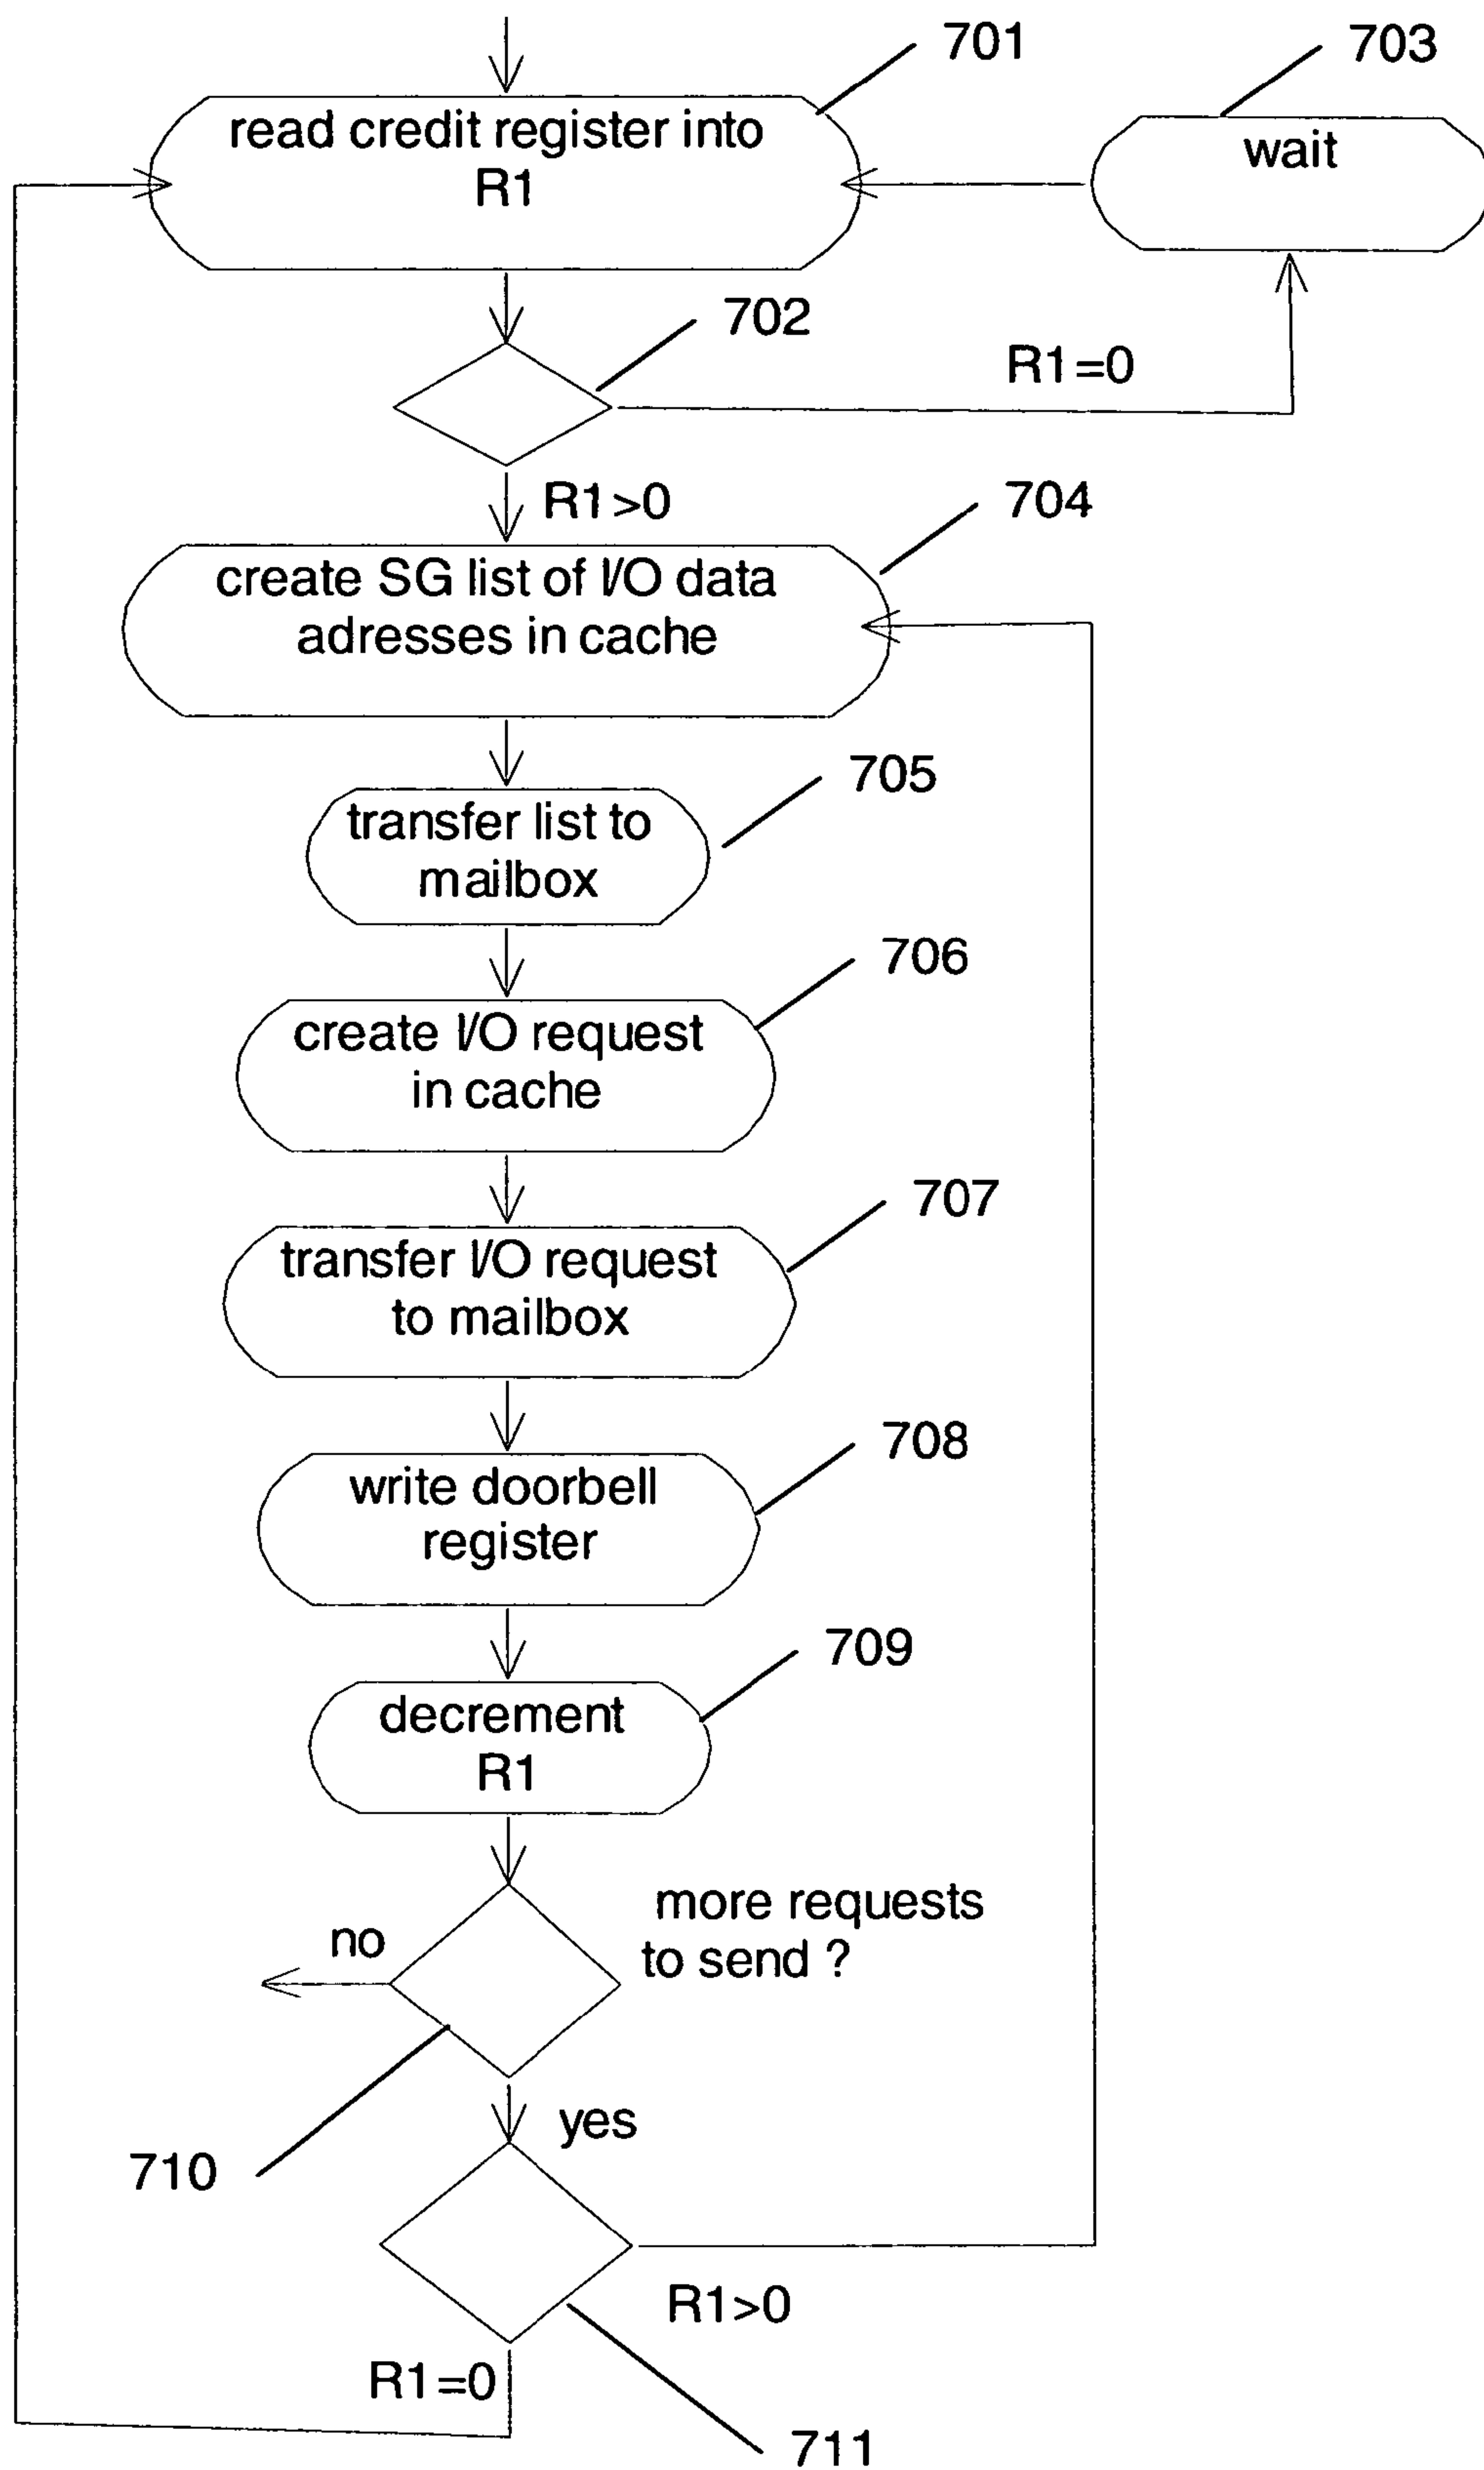 701
703
read credit register into
R1
wait
702
R1=0
R1>0
704
create SG list of I/O data
adresses in cache
705
transfer list to
mailbox
706
create I/O request
in cache
707
transfer I/O request
to mailbox
708
write doorbell
register
709
decrement
R1
more requests
to send ?
no
yes
710
R1>0
R1=0
711